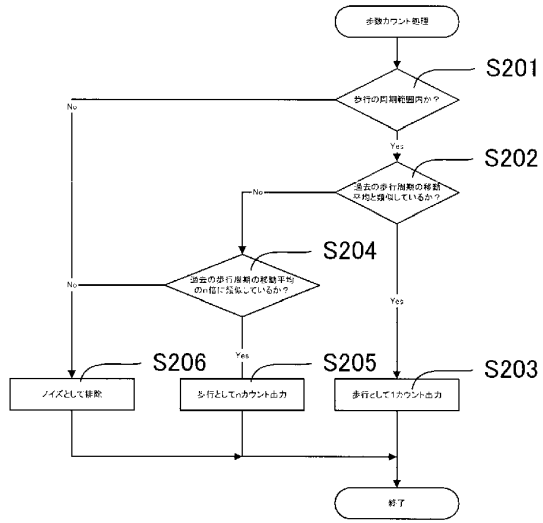 歩数カウント処理
S201
歩行の周期範囲内か？
No
Yes
S202
過去の歩行周期の移動
平均と類似しているか？
No
S204
過去の歩行周期の移動平均
のn倍に類似しているか？
No
Yes
Yes
S206
S205
S203
ノイズとして排除
歩行としてnカウント出力
歩行として1カウント出力
終了